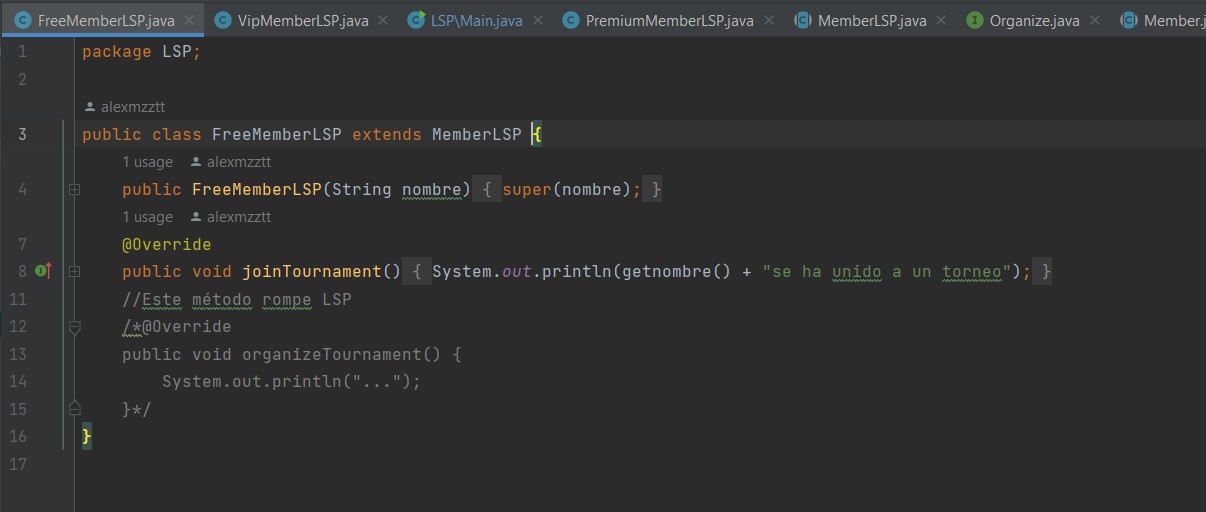 FreeMemberLSP.java VipMemberLSP.java LSP\Main.java PremiumMemberLSP.java MemberLSP.java Organize.java Member.j
1 package LSP;
2
alexmzztt
3 public class FreeMemberLSP extends MemberLSP {
1 usage alexmzztt
4 public FreeMemberLSP(String nombre) { super(nombre); }
1 usage alexmzztt
7 @Override
8 public void joinTournament() { System.out.println(getnombre() + "se ha unido a un torneo"); }
11 //Este método rompe LSP
12 /*@Override
13 public void organizeTournament() {
14 System.out.println("...");
15 }*/
16 }
17